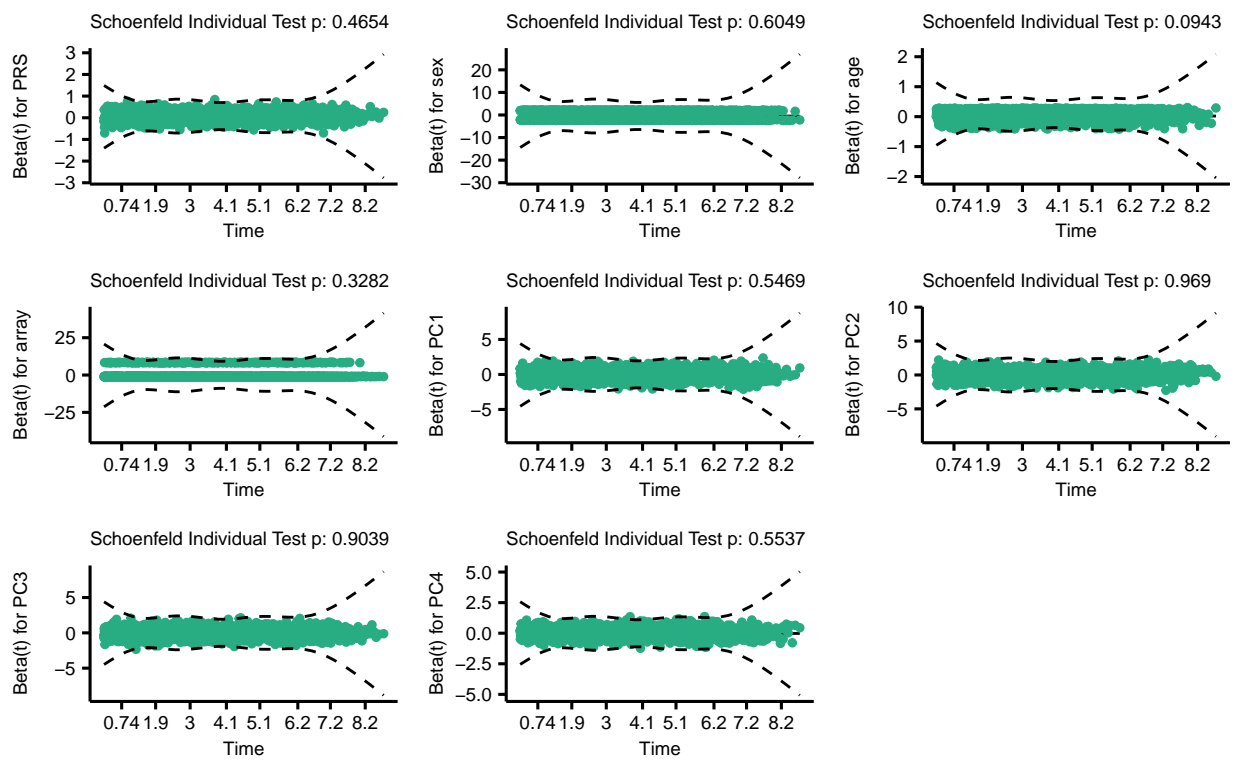 Schoenfeld Individual Test p: 0.4654
Beta(t) for PRS
3
2
1
0
−1
−2
−3
0.74 1.9 3 4.1 5.1 6.2 7.2 8.2
Time
Schoenfeld Individual Test p: 0.6049
Beta(t) for sex
20
10
0
−10
−20
−30
0.74 1.9 3 4.1 5.1 6.2 7.2 8.2
Time
Schoenfeld Individual Test p: 0.0943
Beta(t) for age
2
1
0
−1
−2
0.74 1.9 3 4.1 5.1 6.2 7.2 8.2
Time
Schoenfeld Individual Test p: 0.3282
Beta(t) for array
25
0
−25
0.74 1.9 3 4.1 5.1 6.2 7.2 8.2
Time
Schoenfeld Individual Test p: 0.5469
Beta(t) for PC1
5
0
−5
0.74 1.9 3 4.1 5.1 6.2 7.2 8.2
Time
Schoenfeld Individual Test p: 0.969
Beta(t) for PC2
10
5
0
−5
0.74 1.9 3 4.1 5.1 6.2 7.2 8.2
Time
Schoenfeld Individual Test p: 0.9039
Beta(t) for PC3
5
0
−5
0.74 1.9 3 4.1 5.1 6.2 7.2 8.2
Time
Schoenfeld Individual Test p: 0.5537
Beta(t) for PC4
5.0
2.5
0.0
−2.5
−5.0
0.74 1.9 3 4.1 5.1 6.2 7.2 8.2
Time